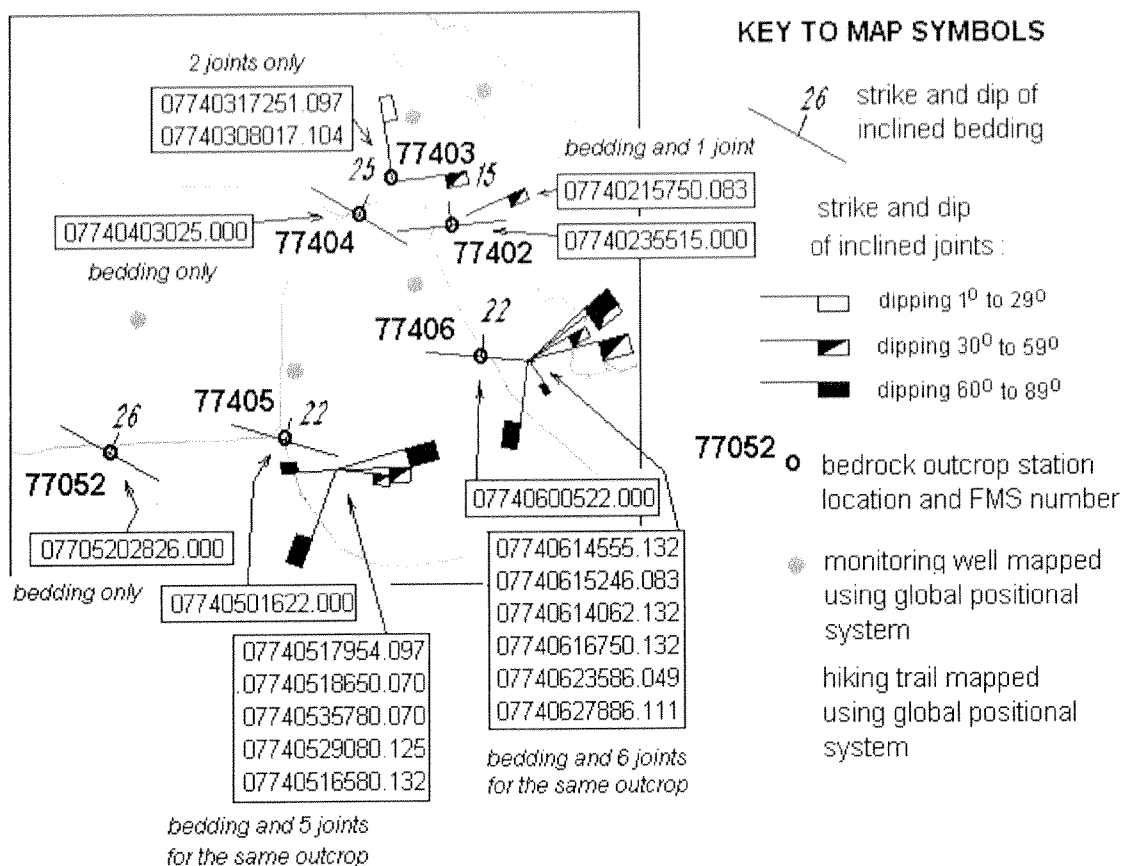 2 joints only
07740317251.097
07740308017.104
77403
25
15
bedding and 1 joint
07740215750.083
07740235515.000
77402
07740403025.000
77404
bedding only
77406
22
77405
22
26
77052
07705202826.000
bedding only
07740501622.000
07740600522.000
07740517954.097
.07740518650.070
07740535780.070
07740529080.125
07740516580.132
bedding and 5 joints
for the same outcrop
07740614555.132
07740615246.083
07740614062.132
07740616750.132
07740623586.049
07740627886.111
bedding and 6 joints
for the same outcrop
KEY TO MAP SYMBOLS
26
strike and dip of
inclined bedding
strike and dip
of inclined joints :
dipping 1⁰ to 29⁰
dipping 30⁰ to 59⁰
dipping 60⁰ to 89⁰
77052
bedrock outcrop station
location and FMS number
monitoring well mapped
using global positional
system
hiking trail mapped
using global positional
system